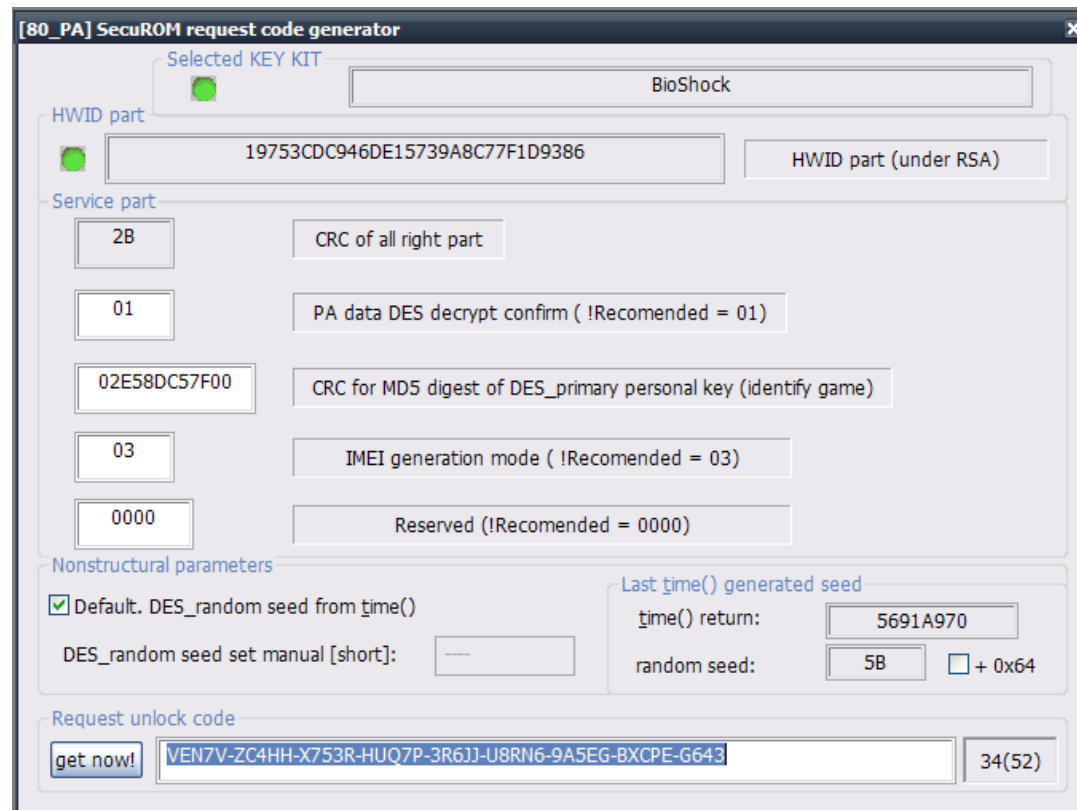 [80_PA] SecuROM request code generator
Selected KEY KIT
BioShock
HWID part
19753CDC946DE15739A8C77F1D9386
HWID part (under RSA)
Service part
2B
CRC of all right part
01
PA data DES decrypt confirm ( !Recomended = 01)
02E58DC57F00
CRC for MD5 digest of DES_primary personal key (identify game)
03
IMEI generation mode ( !Recomended = 03)
0000
Reserved (!Recomended = 0000)
Nonstructural parameters
Default. DES_random seed from time()
DES_random seed set manual [short]:
----
Last time() generated seed
time() return:
5691A970
random seed:
5B
+ 0x64
Request unlock code
get now!
VEN7V-ZC4HH-X753R-HUQ7P-3R6JJ-U8RN6-9A5EG-BXCPE-G643
34(52)